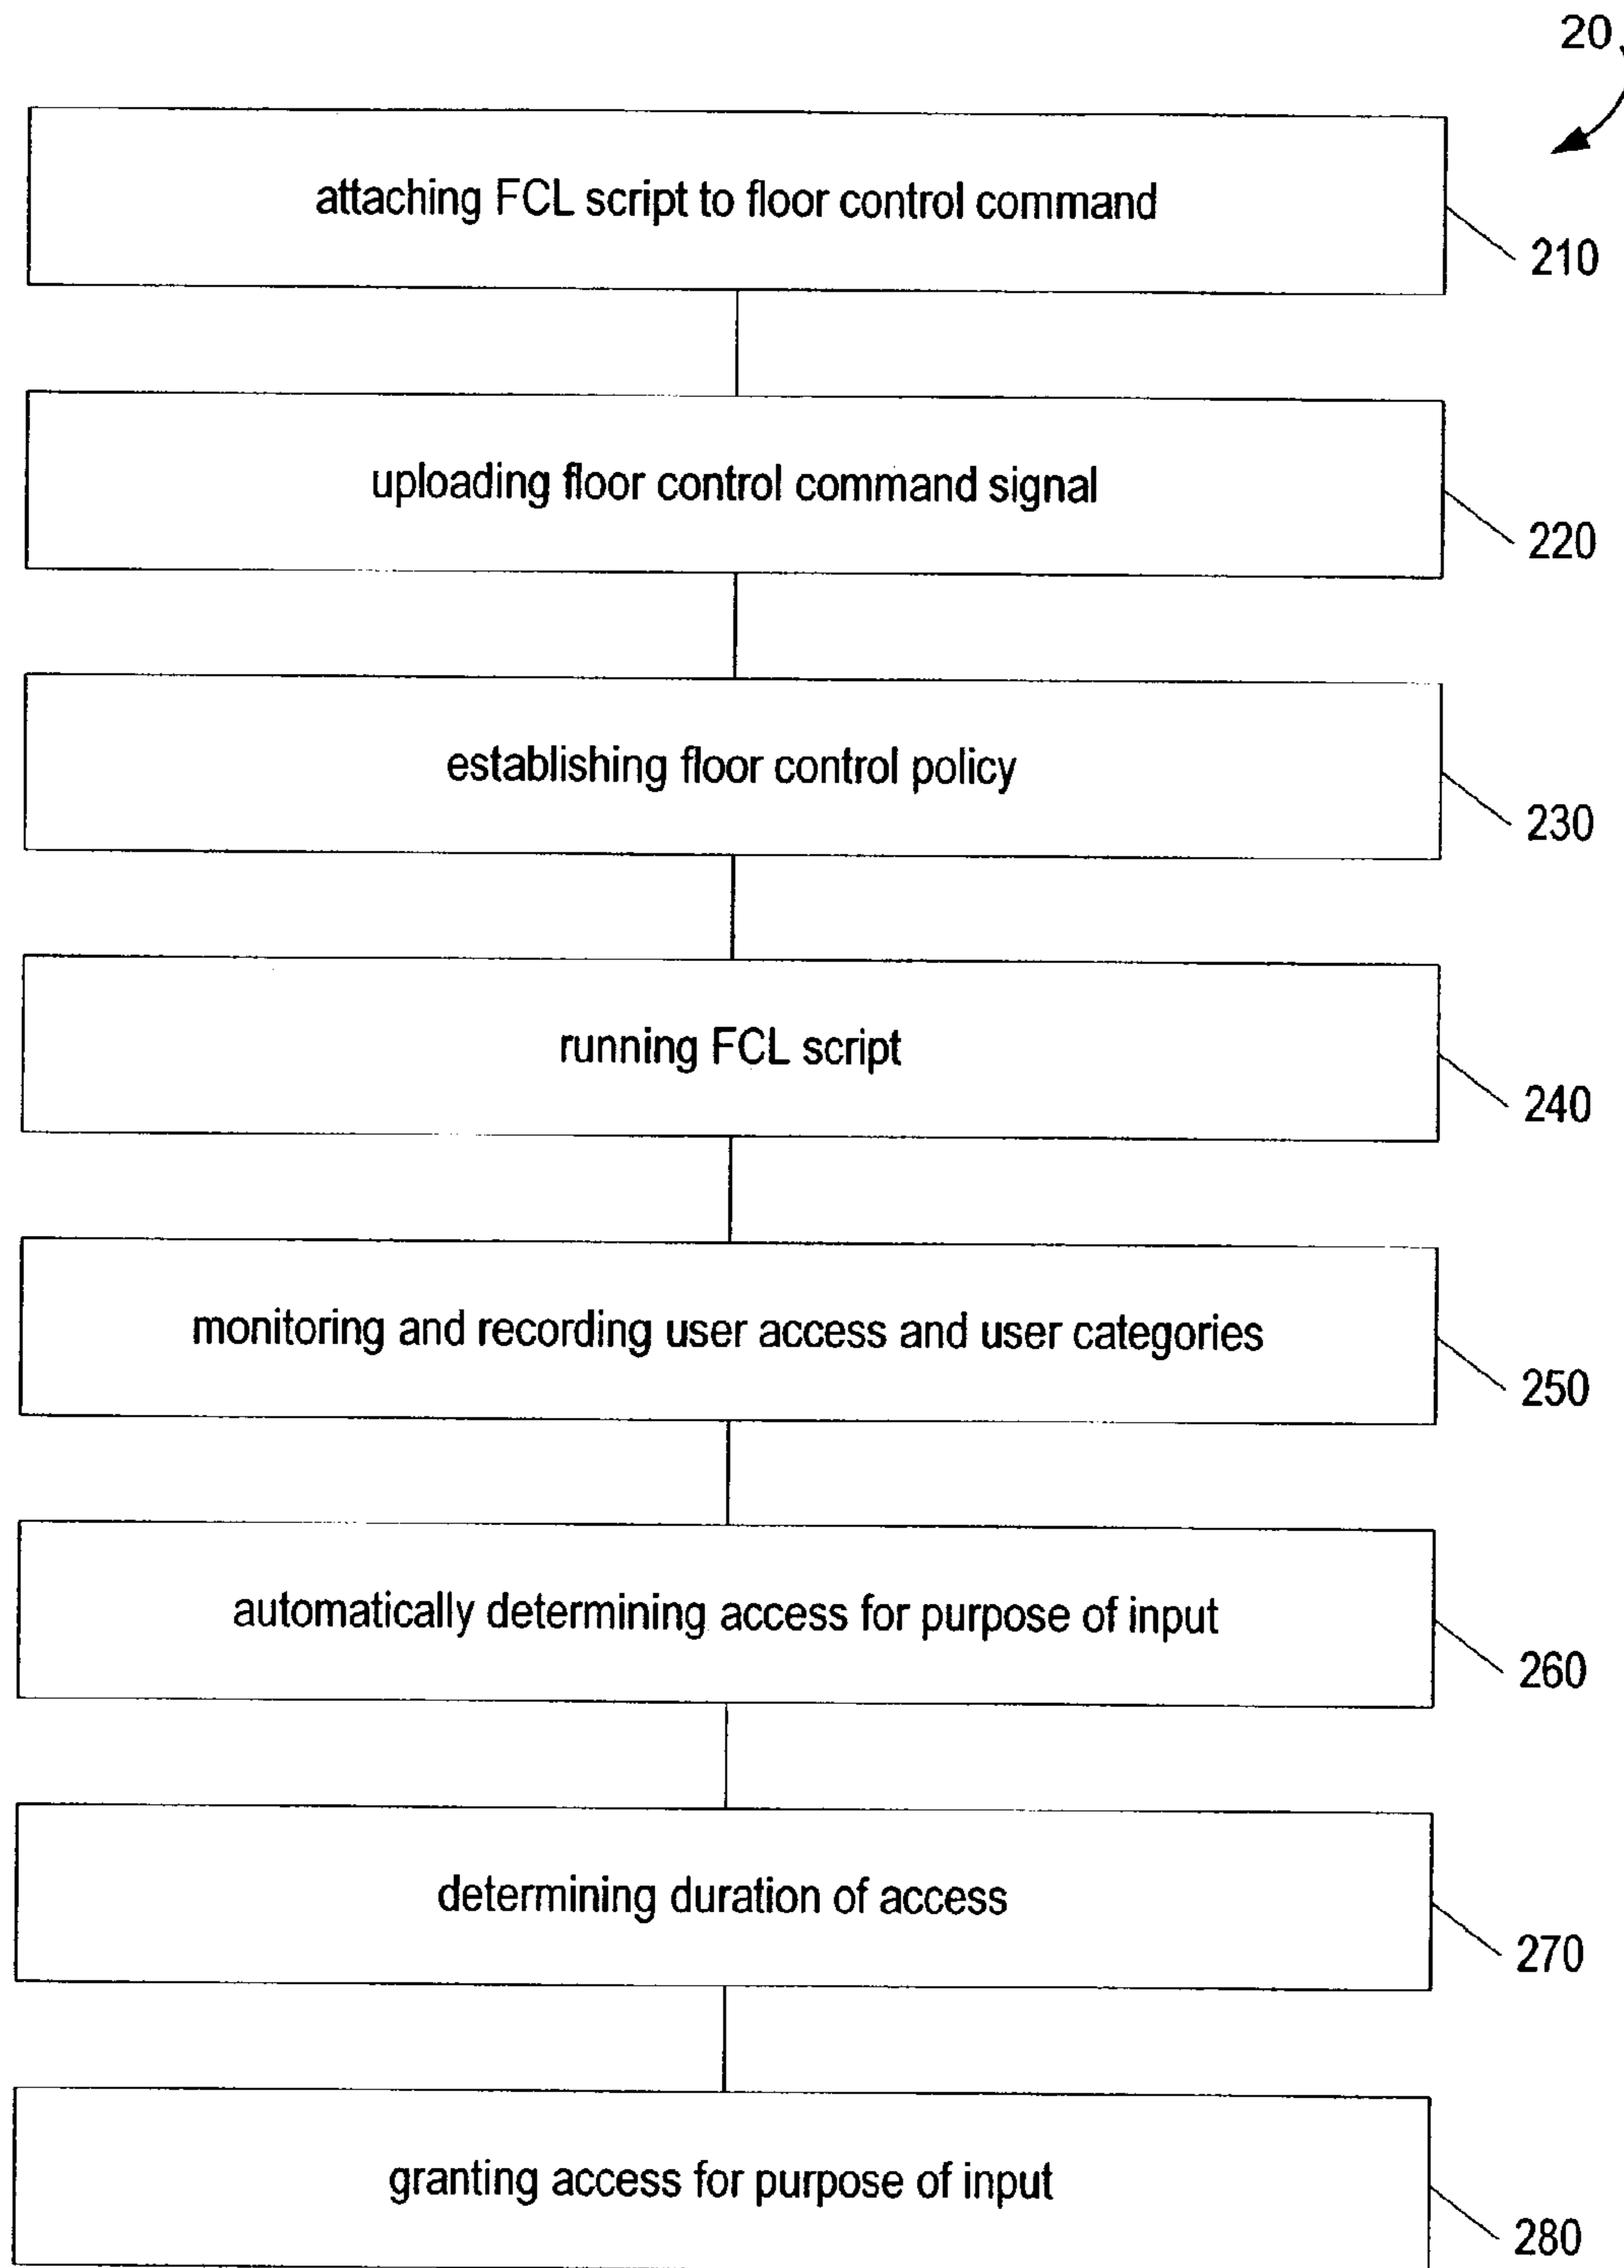 20
attaching FCL script to floor control command
210
uploading floor control command signal
220
establishing floor control policy
230
running FCL script
240
monitoring and recording user access and user categories
250
automatically determining access for purpose of input
260
determining duration of access
270
granting access for purpose of input
280